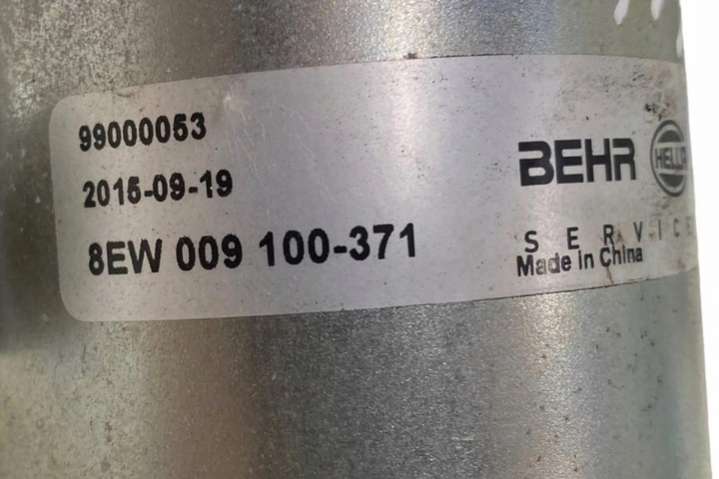 99000053
2015-09-19
8EW 009 100-371
BEHR HELLA
SERVICE
Made in China